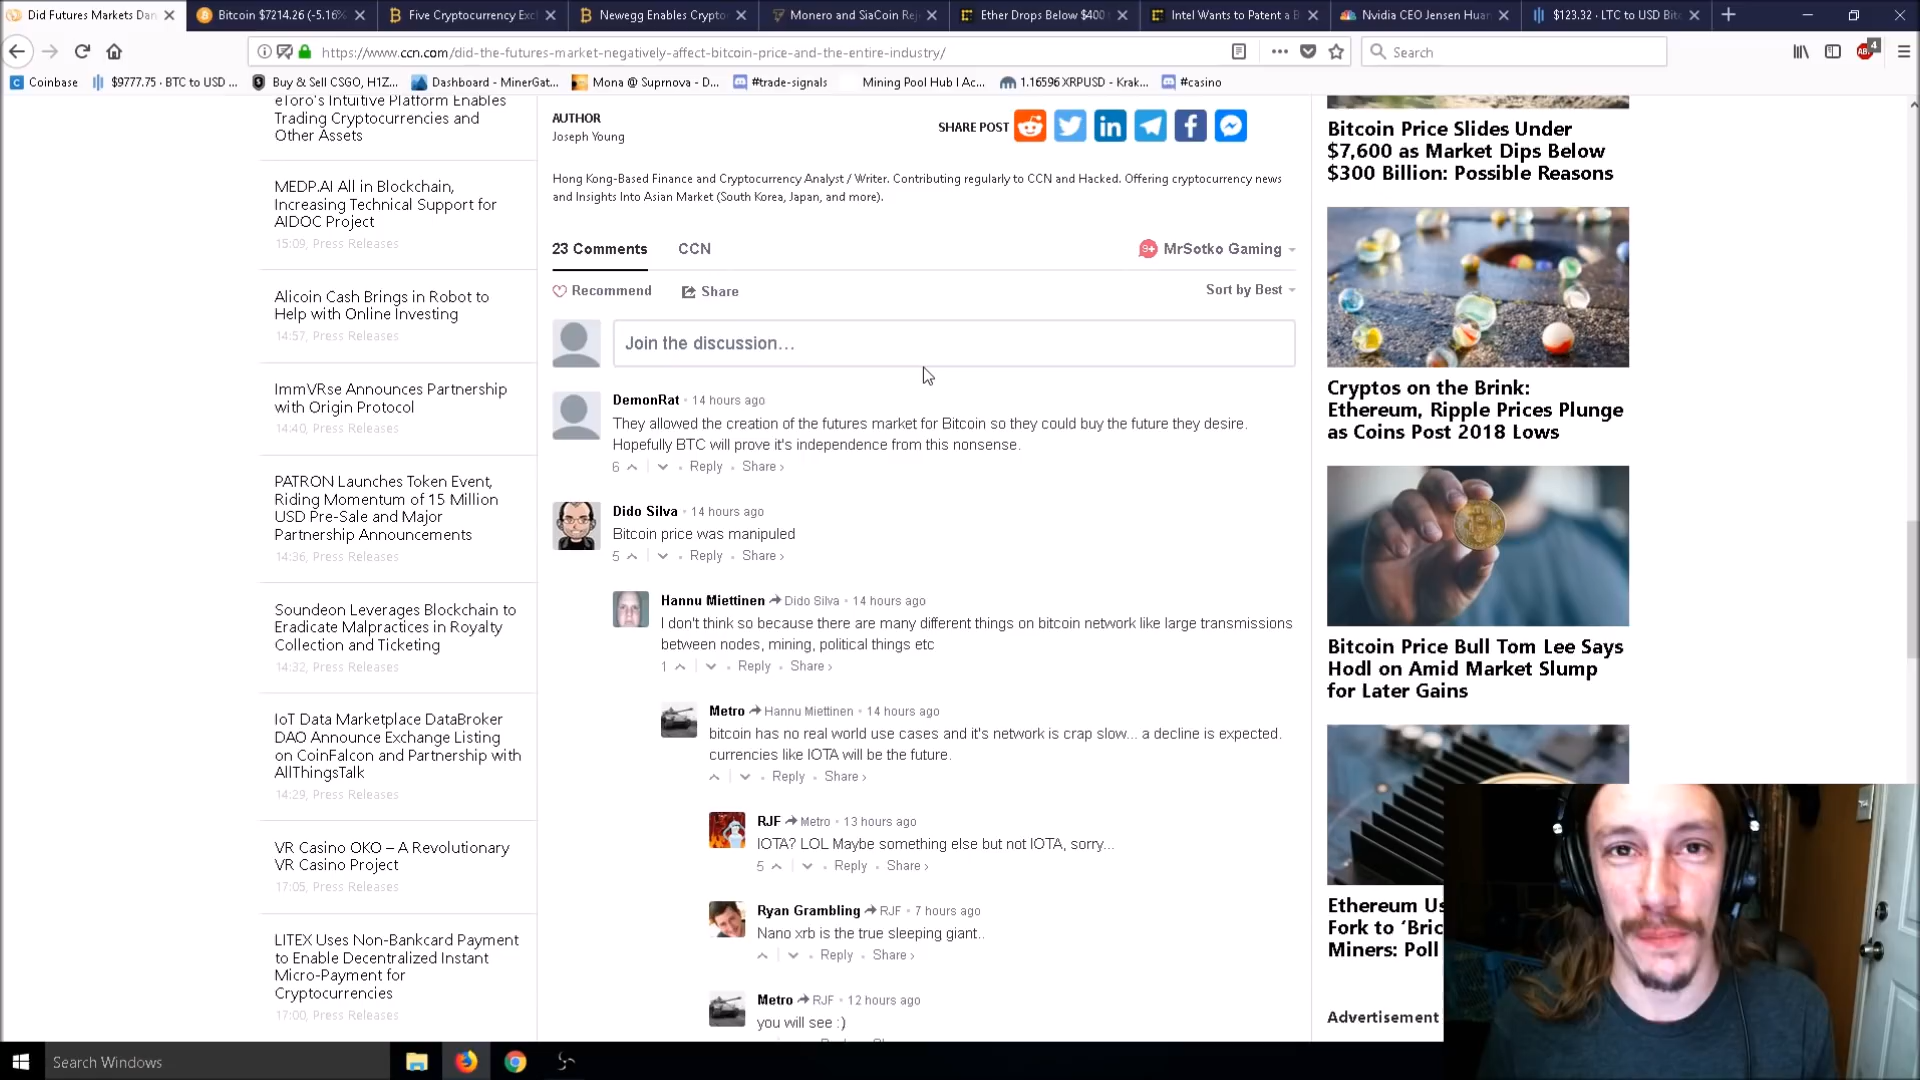 Did Futures Markets Dan
Bitcoin $7214.26 (-5.16%
Five Cryptocurrency Exc
Newegg Enables Crypto
Monero and SiaCoin Rej
Ether Drops Below $400
Intel Wants to Patent a B
Nvidia CEO Jensen Huan
$123.32 · LTC to USD Bitc
https://www.ccn.com/did-the-futures-market-negatively-affect-bitcoin-price-and-the-entire-industry/
Search
4
Coinbase
$9777.75 · BTC to USD ...
Buy & Sell CSGO, H1Z...
Dashboard - MinerGat...
Mona @ Suprnova - D...
#trade-signals
Mining Pool Hub l Ac...
1.16596 XRPUSD - Krak...
#casino
eToro's Intuitive Platform Enables
Trading Cryptocurrencies and
Other Assets
MEDP.AI All in Blockchain,
Increasing Technical Support for
AIDOC Project
15:09, Press Releases
Alicoin Cash Brings in Robot to
Help with Online Investing
14:57, Press Releases
ImmVRse Announces Partnership
with Origin Protocol
14:40, Press Releases
PATRON Launches Token Event,
Riding Momentum of 15 Million
USD Pre-Sale and Major
Partnership Announcements
14:36, Press Releases
Soundeon Leverages Blockchain to
Eradicate Malpractices in Royalty
Collection and Ticketing
14:32, Press Releases
IoT Data Marketplace DataBroker
DAO Announce Exchange Listing
on CoinFalcon and Partnership with
AllThingsTalk
14:29, Press Releases
VR Casino OKO – A Revolutionary
VR Casino Project
17:05, Press Releases
LITEX Uses Non-Bankcard Payment
to Enable Decentralized Instant
Micro-Payment for
Cryptocurrencies
17:00, Press Releases
AUTHOR
Joseph Young
SHARE POST
Hong Kong-Based Finance and Cryptocurrency Analyst / Writer. Contributing regularly to CCN and Hacked. Offering cryptocurrency news
and Insights Into Asian Market (South Korea, Japan, and more).
23 Comments
CCN
9+
MrSotko Gaming
Recommend
Share
Sort by Best
Join the discussion...
DemonRat • 14 hours ago
They allowed the creation of the futures market for Bitcoin so they could buy the future they desire.
Hopefully BTC will prove it's independence from this nonsense.
6 Reply Share ›
Dido Silva • 14 hours ago
Bitcoin price was manipuled
5 Reply Share ›
Hannu Miettinen Dido Silva • 14 hours ago
I don't think so because there are many different things on bitcoin network like large transmissions
between nodes, mining, political things etc
1 Reply Share ›
Metro Hannu Miettinen • 14 hours ago
bitcoin has no real world use cases and it's network is crap slow... a decline is expected.
currencies like IOTA will be the future.
Reply Share ›
RJF Metro • 13 hours ago
IOTA? LOL Maybe something else but not IOTA, sorry...
5 Reply Share ›
Ryan Grambling RJF • 7 hours ago
Nano xrb is the true sleeping giant..
Reply Share ›
Metro RJF • 12 hours ago
you will see :)
Bitcoin Price Slides Under
$7,600 as Market Dips Below
$300 Billion: Possible Reasons
Cryptos on the Brink:
Ethereum, Ripple Prices Plunge
as Coins Post 2018 Lows
Bitcoin Price Bull Tom Lee Says
Hodl on Amid Market Slump
for Later Gains
Ethereum Us
Fork to ‘Bric
Miners: Poll
Advertisement
Search Windows